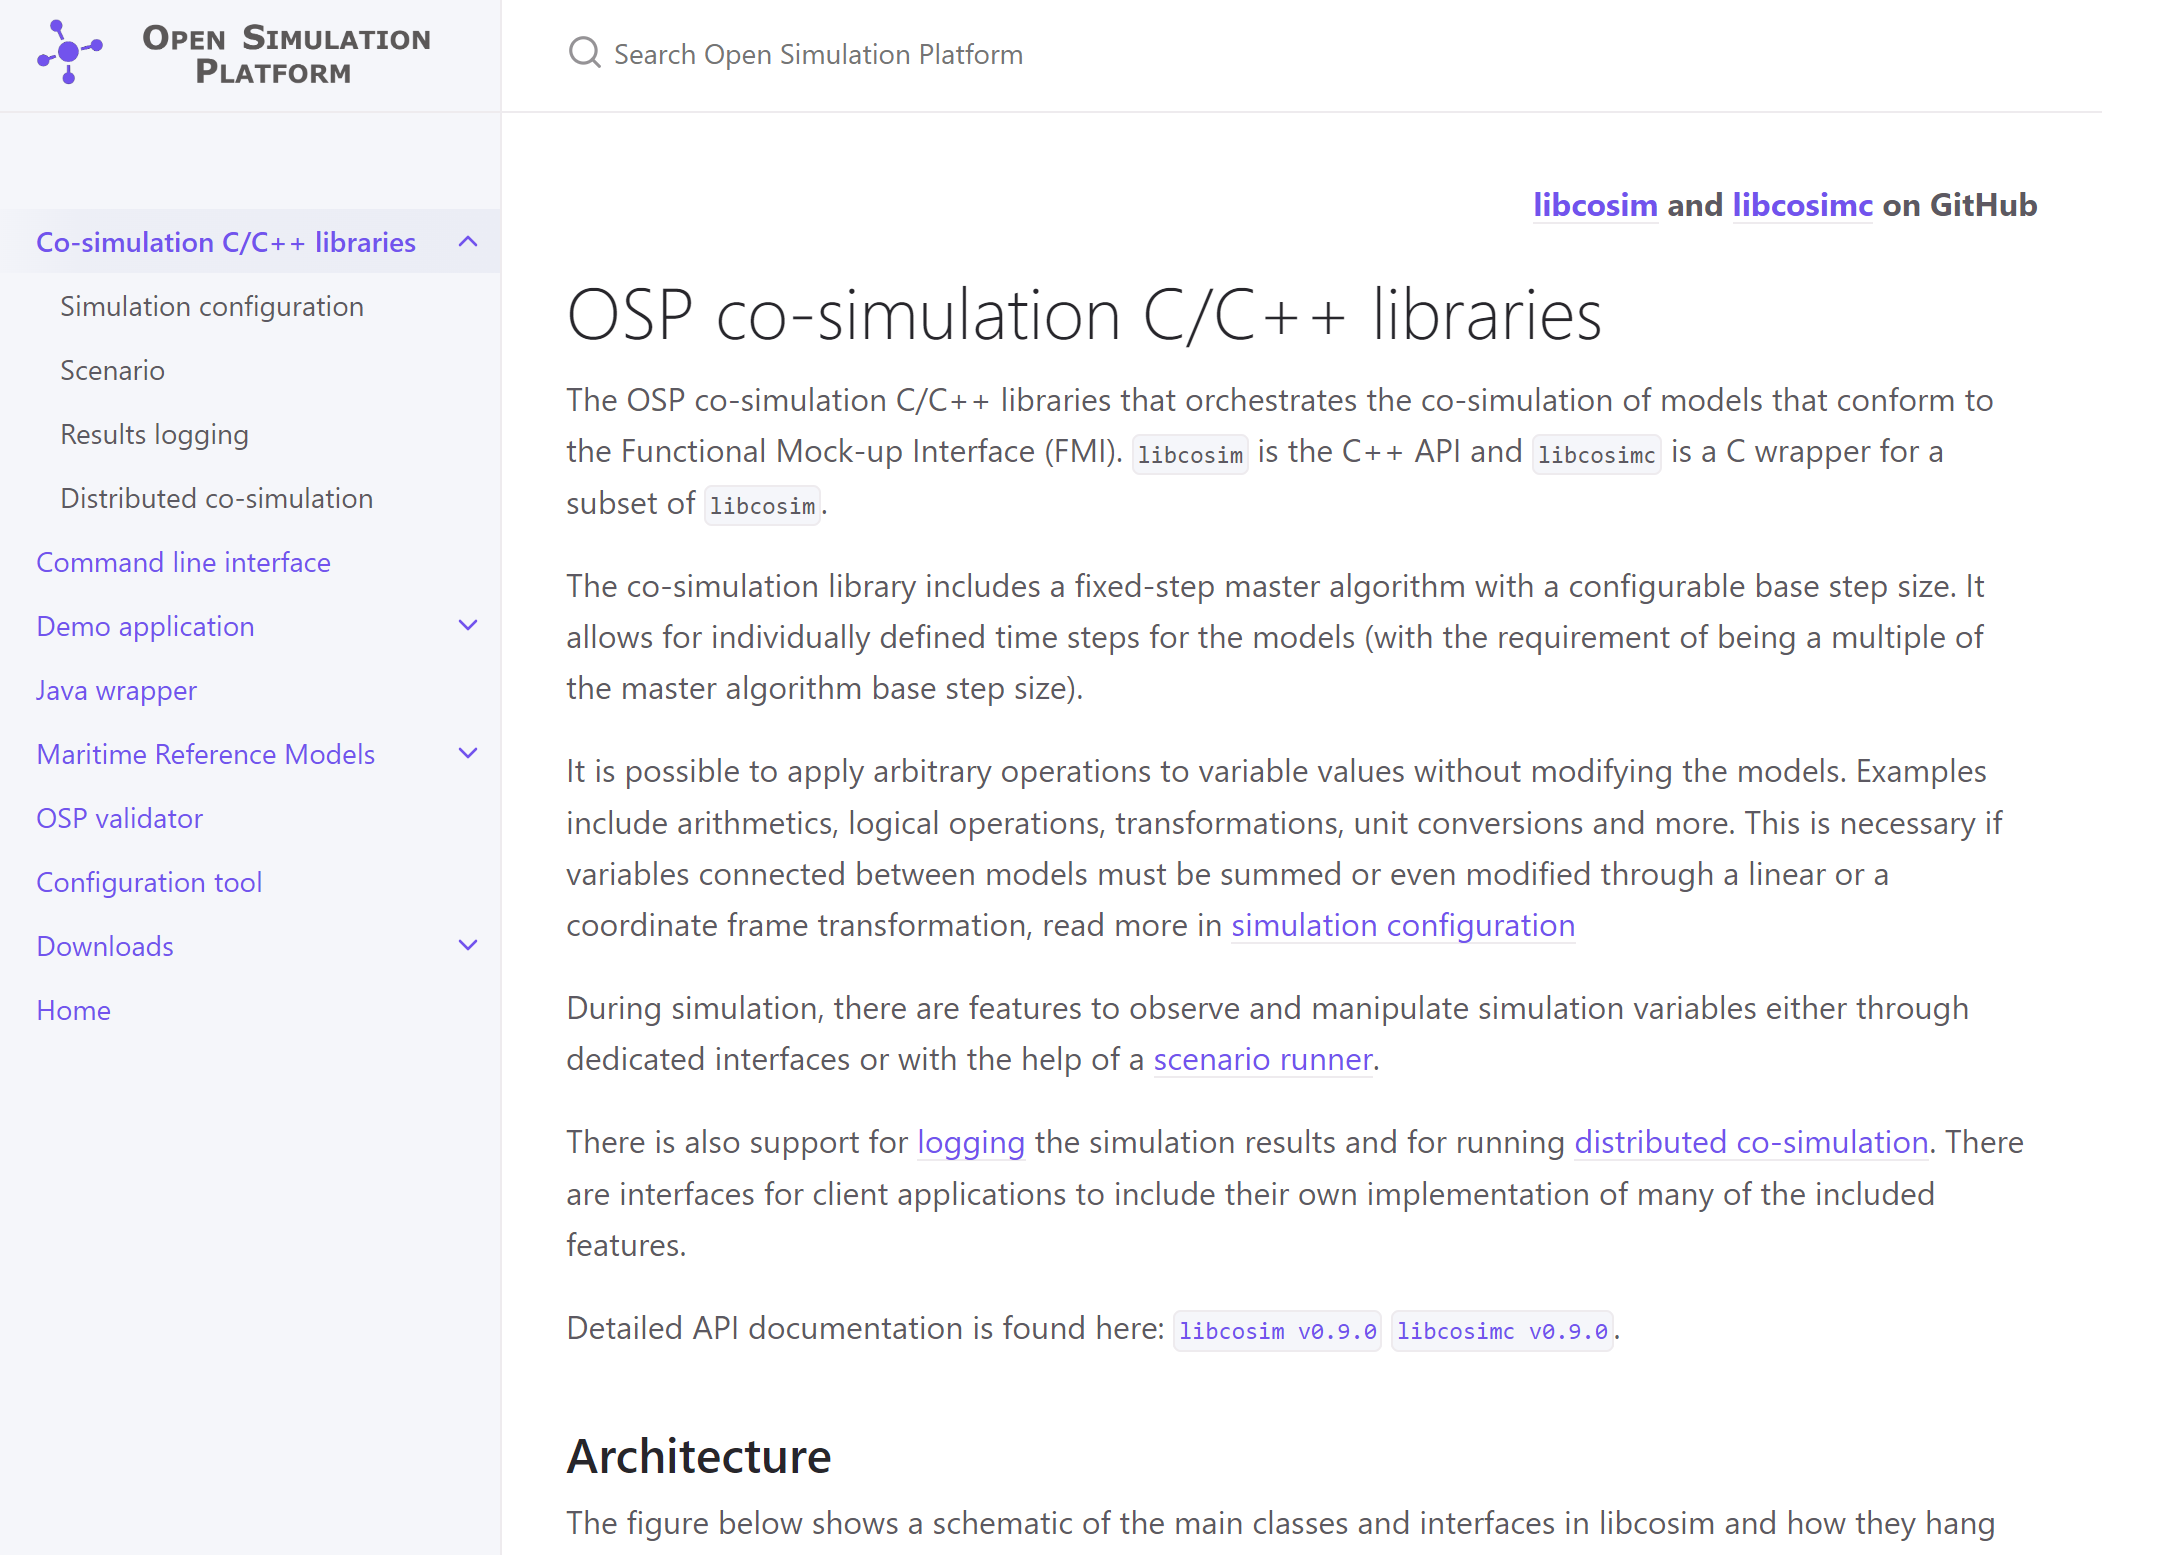 Open Simulation
Platform
Search Open Simulation Platform
Co-simulation C/C++ libraries
Simulation configuration
Scenario
Results logging
Distributed co-simulation
Command line interface
Demo application
Java wrapper
Maritime Reference Models
OSP validator
Configuration tool
Downloads
Home
libcosim and libcosimc on GitHub
OSP co-simulation C/C++ libraries
The OSP co-simulation C/C++ libraries that orchestrates the co-simulation of models that conform to
the Functional Mock-up Interface (FMI). libcosim is the C++ API and libcosimc is a C wrapper for a
subset of libcosim.
The co-simulation library includes a fixed-step master algorithm with a configurable base step size. It
allows for individually defined time steps for the models (with the requirement of being a multiple of
the master algorithm base step size).
It is possible to apply arbitrary operations to variable values without modifying the models. Examples
include arithmetics, logical operations, transformations, unit conversions and more. This is necessary if
variables connected between models must be summed or even modified through a linear or a
coordinate frame transformation, read more in simulation configuration
During simulation, there are features to observe and manipulate simulation variables either through
dedicated interfaces or with the help of a scenario runner.
There is also support for logging the simulation results and for running distributed co-simulation. There
are interfaces for client applications to include their own implementation of many of the included
features.
Detailed API documentation is found here: libcosim v0.9.0 libcosimc v0.9.0.
Architecture
The figure below shows a schematic of the main classes and interfaces in libcosim and how they hang